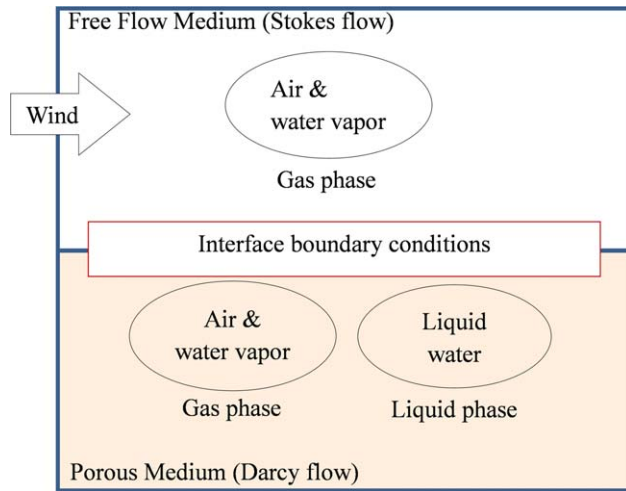 Free Flow Medium (Stokes flow)
Wind
Air &
water vapor
Gas phase
Interface boundary conditions
Air &
water vapor
Gas phase
Liquid
water
Liquid phase
Porous Medium (Darcy flow)